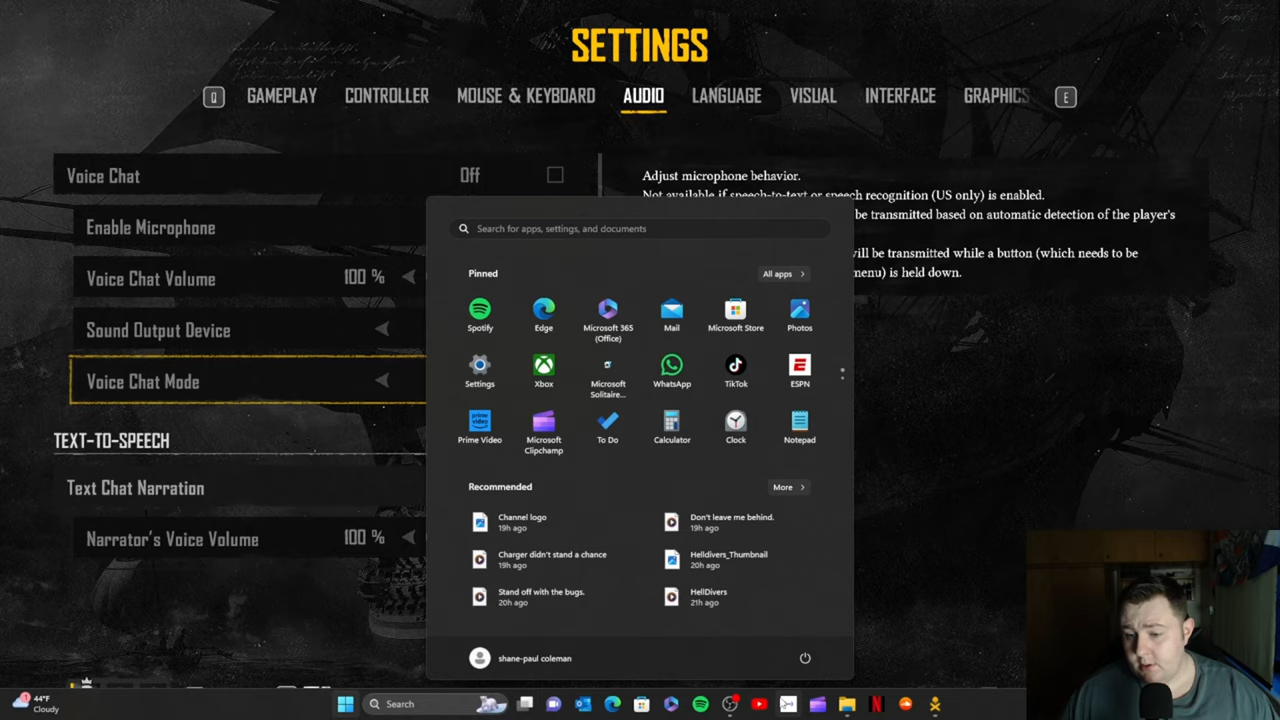 SETTINGS
Q
GAMEPLAY
CONTROLLER
MOUSE & KEYBOARD
AUDIO
LANGUAGE
VISUAL
INTERFACE
GRAPHICS
E
Voice Chat
Off
Enable Microphone
Voice Chat Volume
100 %
Sound Output Device
Voice Chat Mode
TEXT-TO-SPEECH
Text Chat Narration
Narrator's Voice Volume
100 %
Adjust microphone behavior.
Not available if speech-to-text or speech recognition (US only) is enabled.
be transmitted based on automatic detection of the player's
will be transmitted while a button (which needs to be
menu) is held down.
Search for apps, settings, and documents
Pinned
All apps
Spotify
Edge
Microsoft 365
(Office)
Mail
Microsoft Store
Photos
Settings
Xbox
Microsoft
Solitaire...
WhatsApp
TikTok
ESPN
prime video
Prime Video
Microsoft
Clipchamp
To Do
Calculator
Clock
Notepad
Recommended
More
Channel logo
19h ago
Don't leave me behind.
19h ago
Charger didn't stand a chance
19h ago
Helldivers_Thumbnail
20h ago
Stand off with the bugs.
20h ago
HellDivers
21h ago
shane-paul coleman
1
44°F
Cloudy
Search